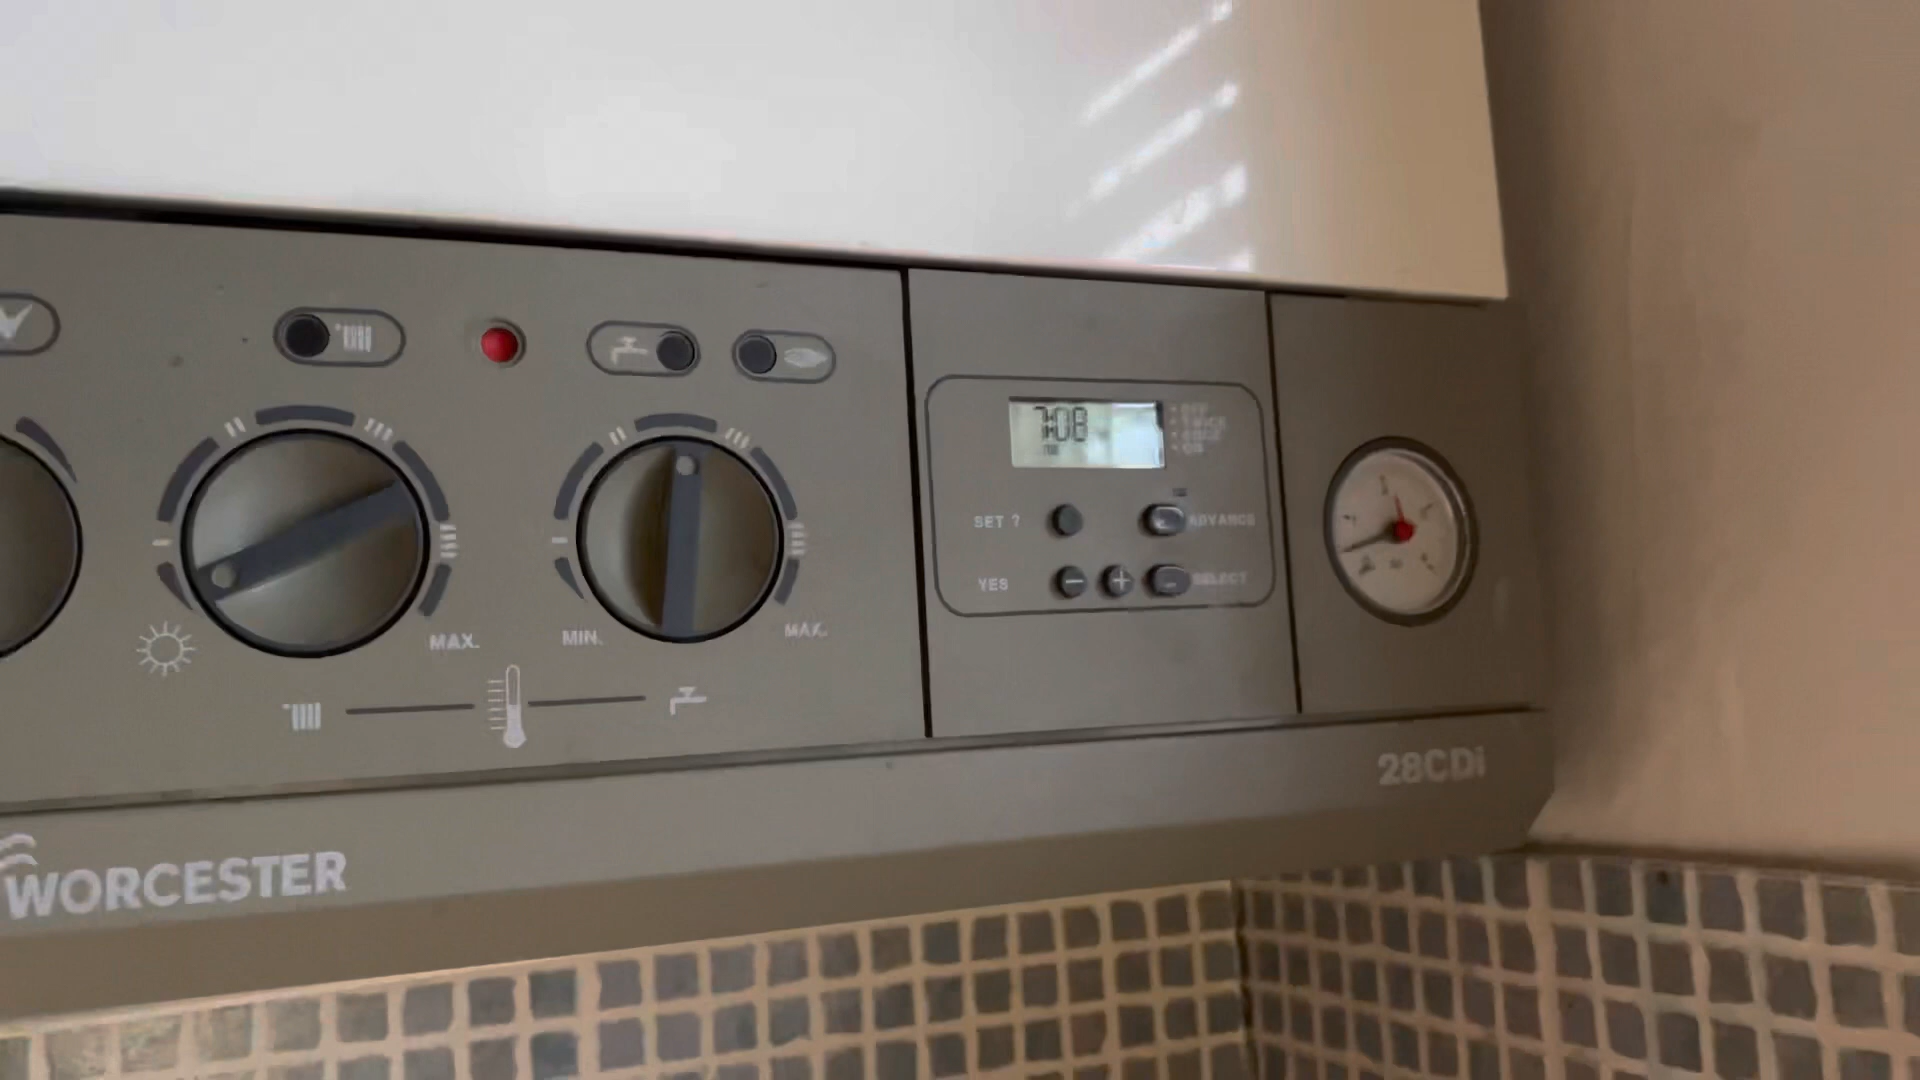 7:08
SET ?
ADVANCE
YES
- +
SELECT
MAX.
MIN.
MAX.
28CDi
WORCESTER